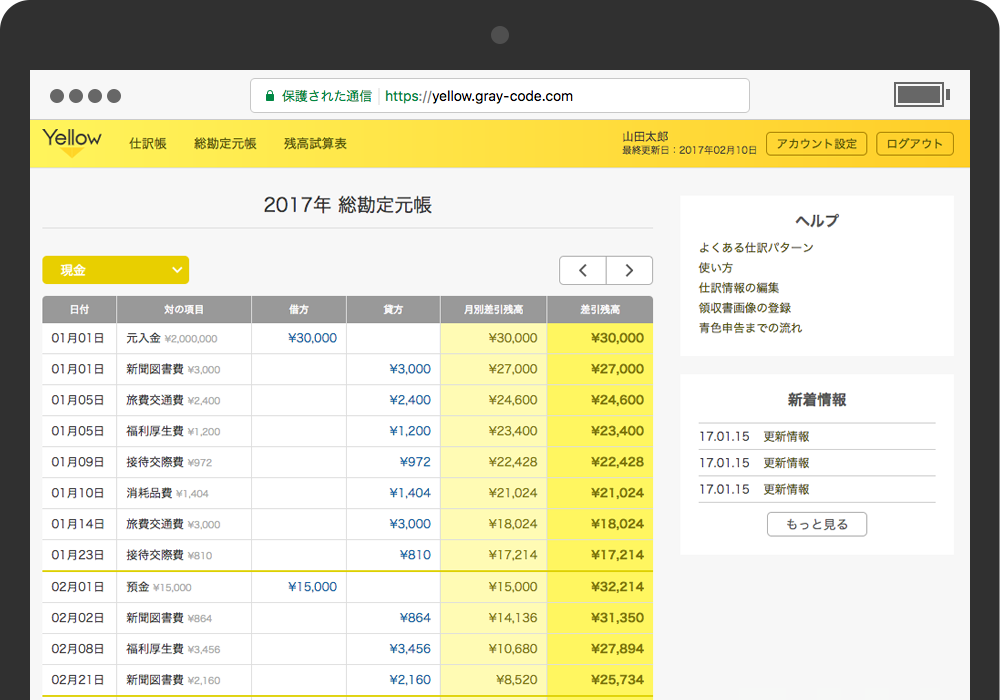 保護された通信 https://yellow.gray-code.com
Yellow 仕訳帳 総勘定元帳 残高試算表
山田太郎
最終更新日：2017年02月10日
アカウント設定 ログアウト
2017年 総勘定元帳
現金
日付 対の項目 借方 貸方 月別差引残高 差引残高
01月01日 元入金 ¥2,000,000 ¥30,000 ¥30,000 ¥30,000
01月01日 新聞図書費 ¥3,000 ¥3,000 ¥27,000 ¥27,000
01月05日 旅費交通費 ¥2,400 ¥2,400 ¥24,600 ¥24,600
01月05日 福利厚生費 ¥1,200 ¥1,200 ¥23,400 ¥23,400
01月09日 接待交際費 ¥972 ¥972 ¥22,428 ¥22,428
01月10日 消耗品費 ¥1,404 ¥1,404 ¥21,024 ¥21,024
01月14日 旅費交通費 ¥3,000 ¥3,000 ¥18,024 ¥18,024
01月23日 接待交際費 ¥810 ¥810 ¥17,214 ¥17,214
02月01日 預金 ¥15,000 ¥15,000 ¥15,000 ¥32,214
02月02日 新聞図書費 ¥864 ¥864 ¥14,136 ¥31,350
02月08日 福利厚生費 ¥3,456 ¥3,456 ¥10,680 ¥27,894
02月21日 新聞図書費 ¥2,160 ¥2,160 ¥8,520 ¥25,734
ヘルプ
よくある仕訳パターン
使い方
仕訳情報の編集
領収書画像の登録
青色申告までの流れ
新着情報
17.01.15 更新情報
17.01.15 更新情報
17.01.15 更新情報
もっと見る